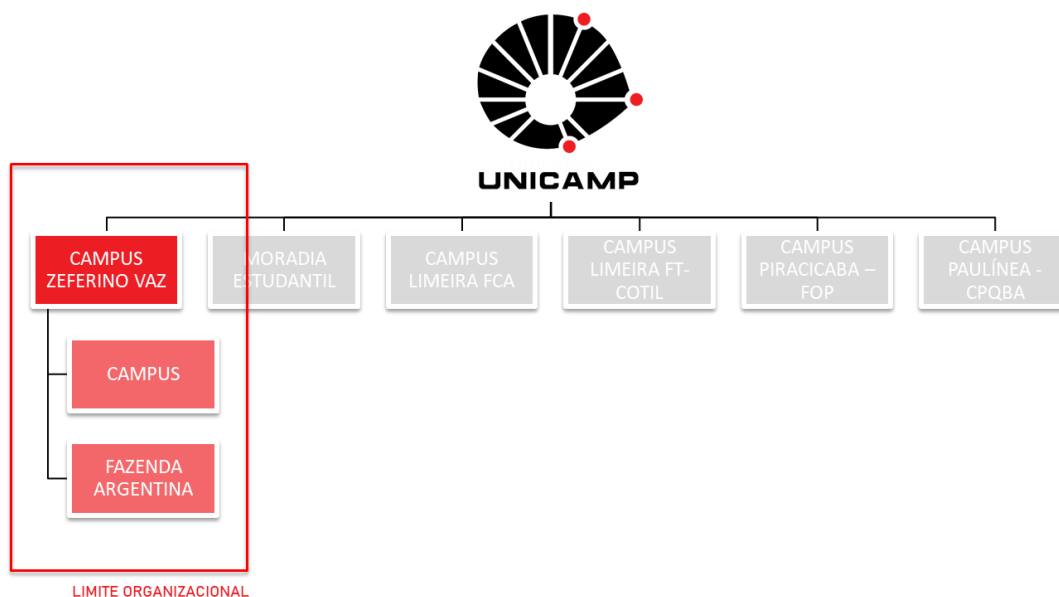 UNICAMP
CAMPUS
ZEFERINO VAZ
MORADIA
ESTUDANTIL
CAMPUS
LIMEIRA FCA
CAMPUS
LIMEIRA FT-
COTIL
CAMPUS
PIRACICABA –
FOP
CAMPUS
PAULÍNEA -
CPQBA
CAMPUS
FAZENDA
ARGENTINA
LIMITE ORGANIZACIONAL